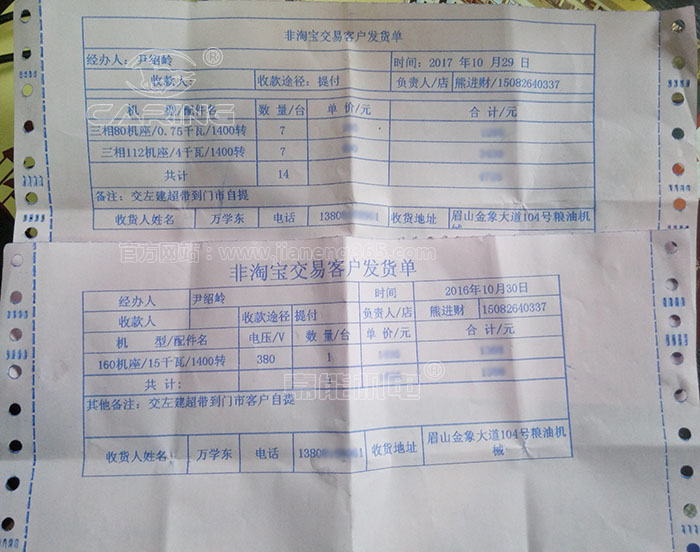 非淘宝交易客户发货单
经办人：尹绍岭 时间：2017 年 10 月 29 日
收款人： 收款途径：提付 负责人/店 熊进财/15082640337
机 型/配件名 数 量/台 单 价/元 合 计/元
三相80机座/0.75千瓦/1400转 7
三相112机座/4千瓦/1400转 7
共计 14
备注：交左建超带到门市自提
收货人姓名 万学东 电话 1380 收货地址 眉山金象大道104号粮油机械
CARING
官方网站：www.jianeng365.com
非淘宝交易客户发货单
经办人 尹绍岭 时间 2016年10月30日
收款人 收款途径 提付 负责人/店 熊进财 15082640337
机 型/配件名 电压/V 数 量/台 单 价/元 合 计/元
160机座/15千瓦/1400转 380 1
共 计：
其他备注：交左建超带到门市客户自提
收货人姓名： 万学东 电话 1380 收货地址 眉山金象大道104号粮油机
械